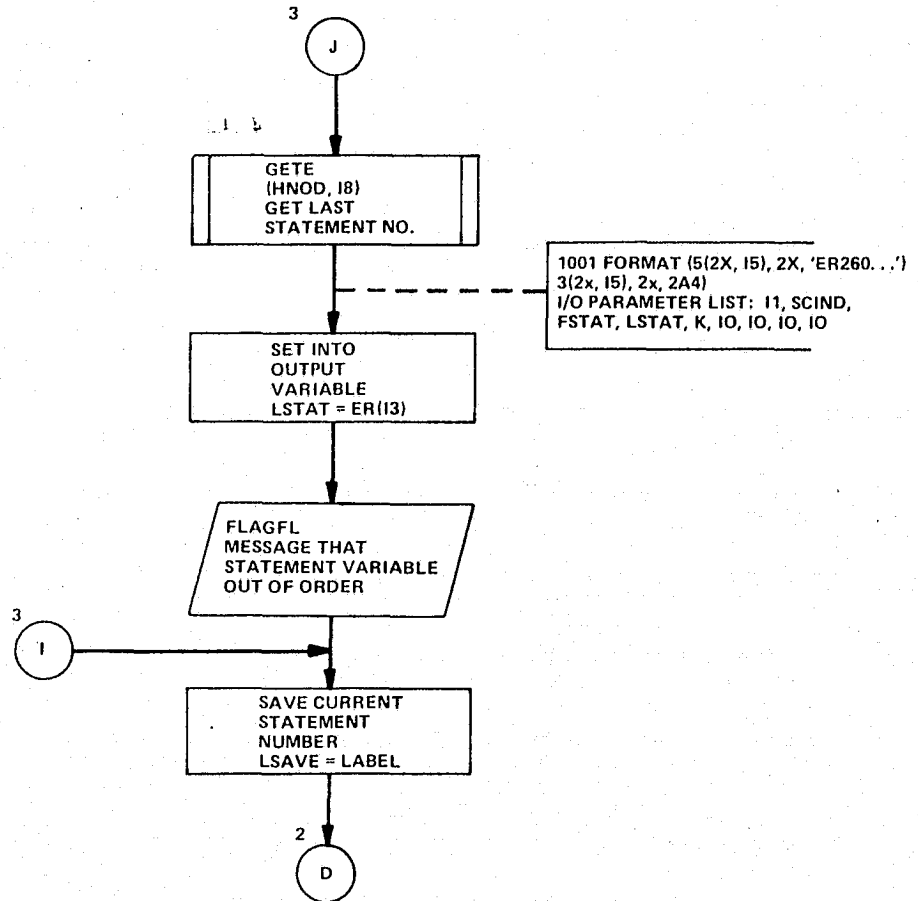 3
J
GETE
(HNOD, I8)
GET LAST
STATEMENT NO.
1001 FORMAT (5(2X, I5), 2X, 'ER260...')
3(2x, I5), 2x, 2A4)
I/O PARAMETER LIST: I1, SCIND,
FSTAT, LSTAT, K, IO, IO, IO, IO
SET INTO
OUTPUT
VARIABLE
LSTAT = ER(I3)
FLAGFL
MESSAGE THAT
STATEMENT VARIABLE
OUT OF ORDER
3
I
SAVE CURRENT
STATEMENT
NUMBER
LSAVE = LABEL
2
D